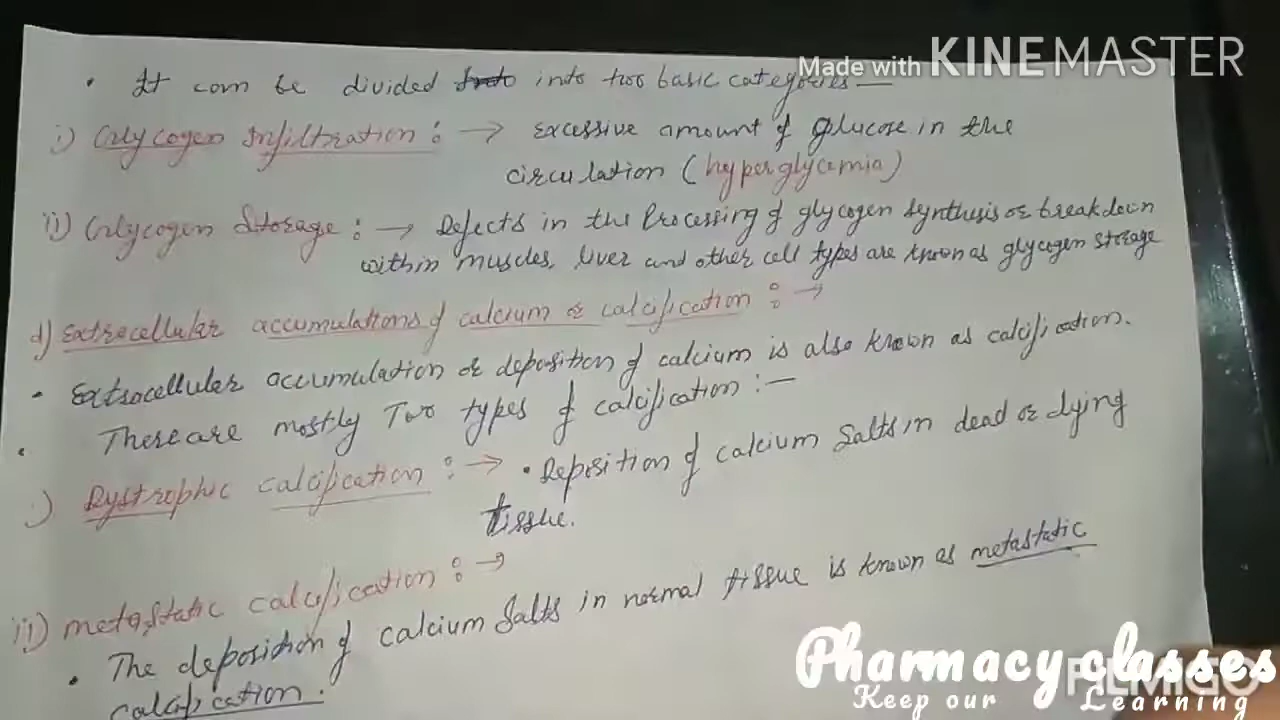 Made with KINEMASTER
• It can be divided into two basic categories —
i) Glycogen Infiltration : → Excessive amount of glucose in the
circulation (hyperglycemia)
ii) Glycogen Storage : → Defects in the Processing of glycogen synthesis or breakdown
within muscles, liver and other cell types are known as glycogen storage
d) Extracellular accumulations of calcium or calcification : →
• Extracellular accumulation or deposition of calcium is also known as calcification.
• There are mostly Two types of calcification :—
i) Dystrophic calcification : → • Deposition of calcium Salts in dead or dying
tissue.
ii) metastatic calcification : →
• The deposition of calcium Salts in normal tissue is known as metastatic
calcification.
Pharmacy classes
FILMIGO
Keep our Learning